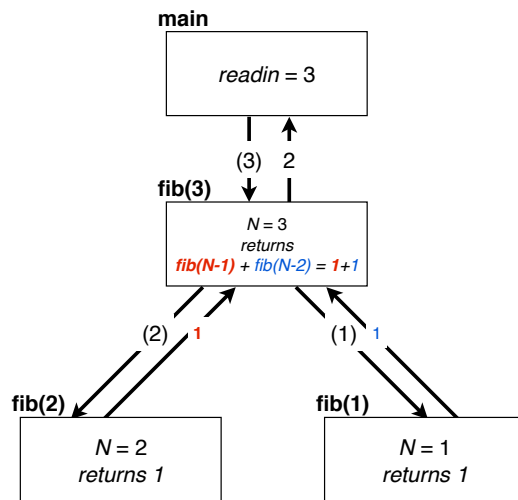 main
readin = 3
(3) 2
fib(3)
N = 3
returns
fib(N-1) + fib(N-2) = 1+1
(2) 1 (1) 1
fib(2) fib(1)
N = 2
returns 1
N = 1
returns 1